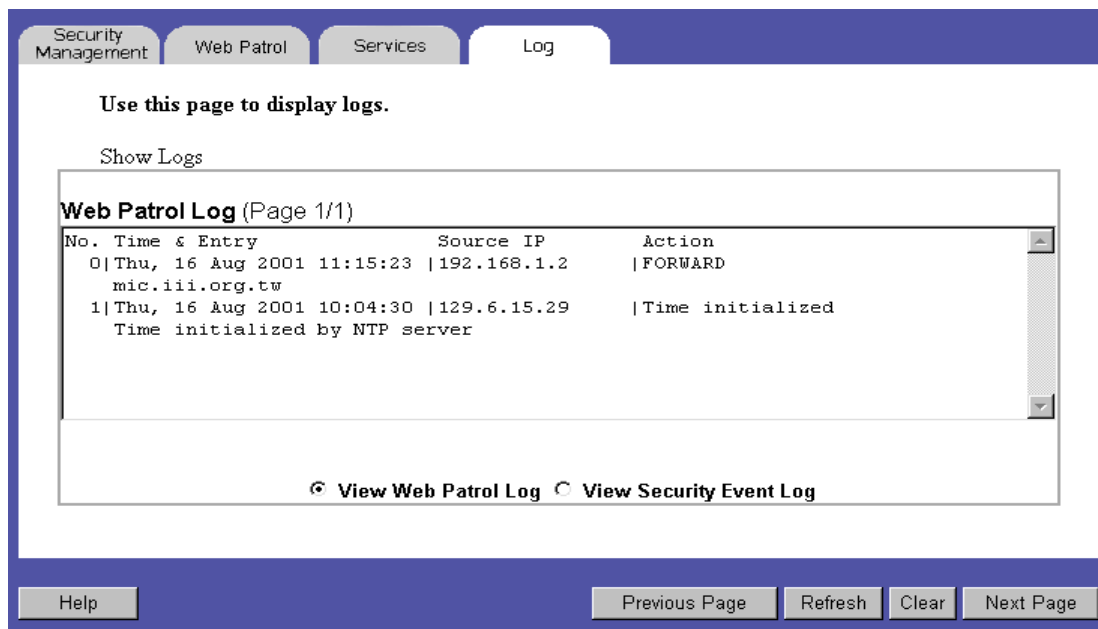 Security
Management
Web Patrol
Services
Log
Use this page to display logs.
Show Logs
Web Patrol Log (Page 1/1)
No. Time & Entry Source IP Action
0|Thu, 16 Aug 2001 11:15:23 |192.168.1.2 |FORWARD
mic.iii.org.tw
1|Thu, 16 Aug 2001 10:04:30 |129.6.15.29 |Time initialized
Time initialized by NTP server
View Web Patrol Log View Security Event Log
Help Previous Page Refresh Clear Next Page